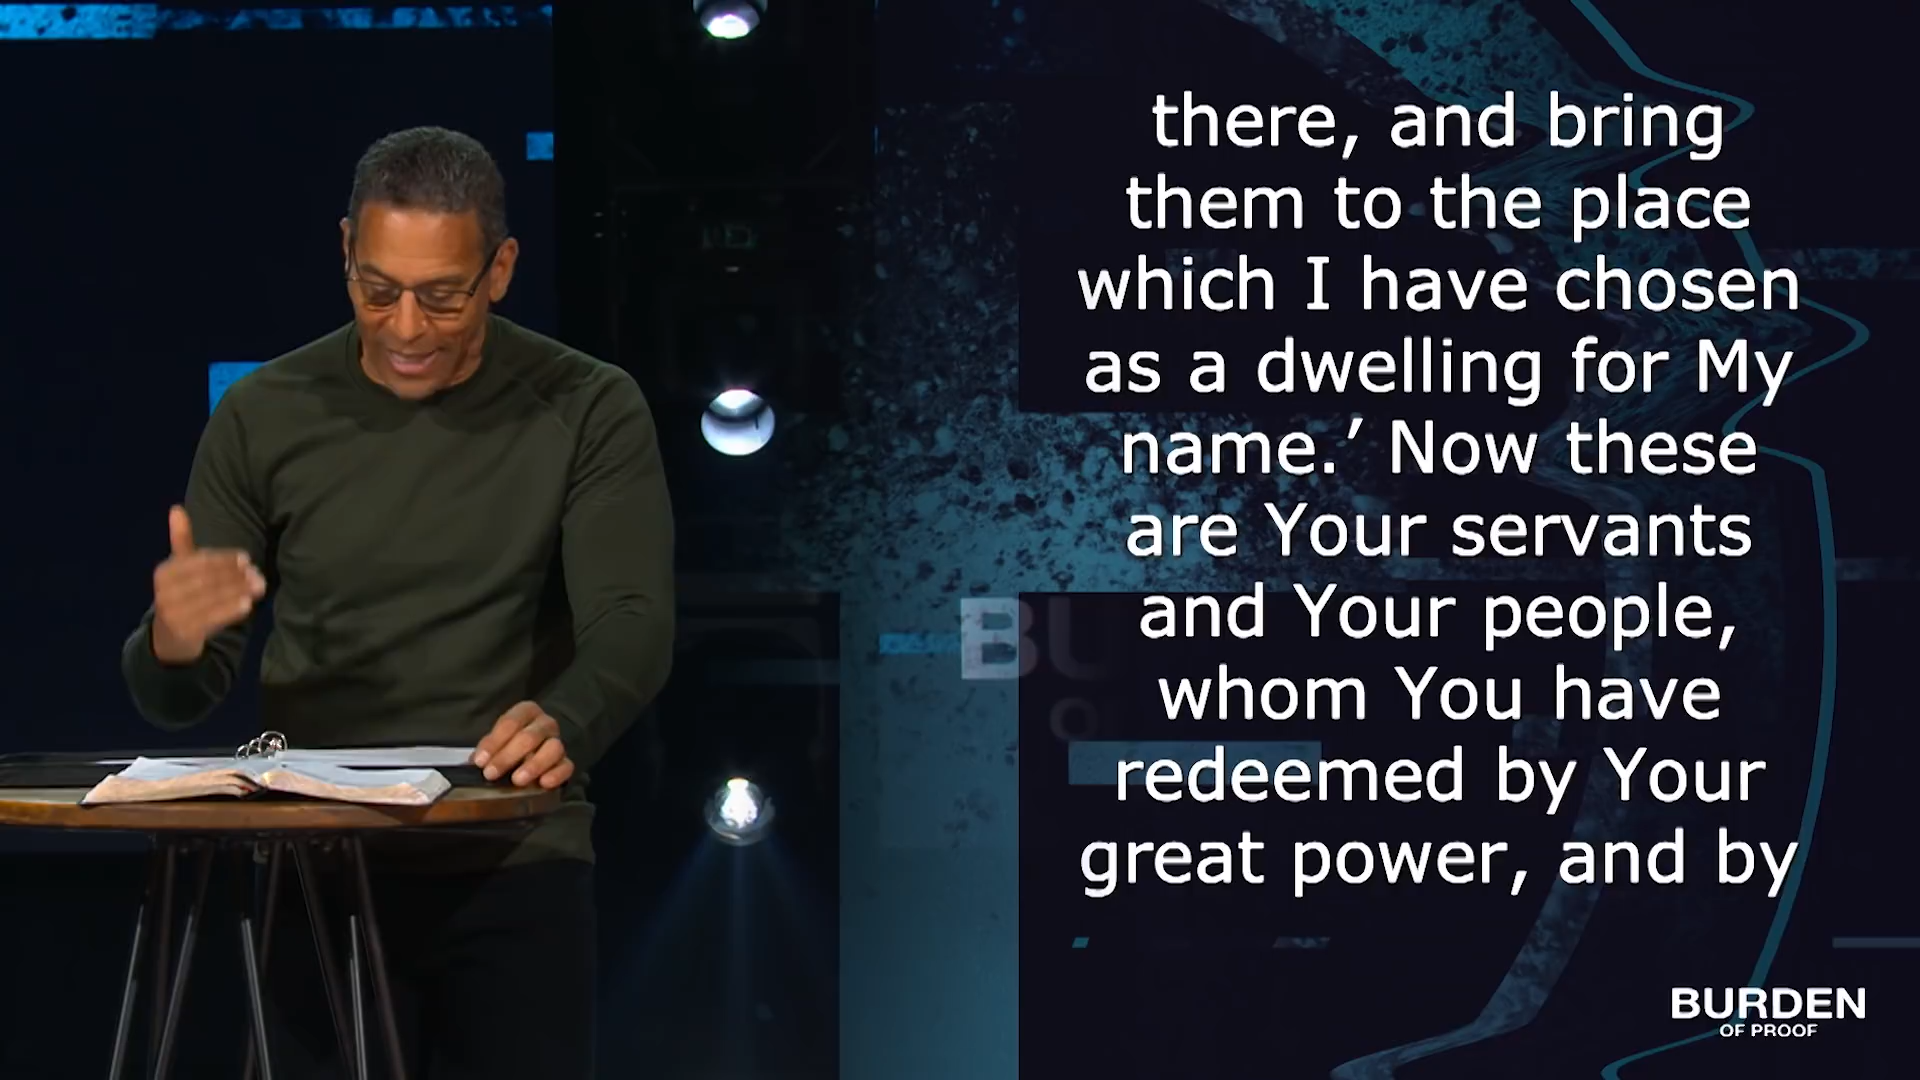 there, and bring
them to the place
which I have chosen
as a dwelling for My
name.’ Now these
are Your servants
and Your people,
whom You have
redeemed by Your
great power, and by
BURDEN
OF PROOF